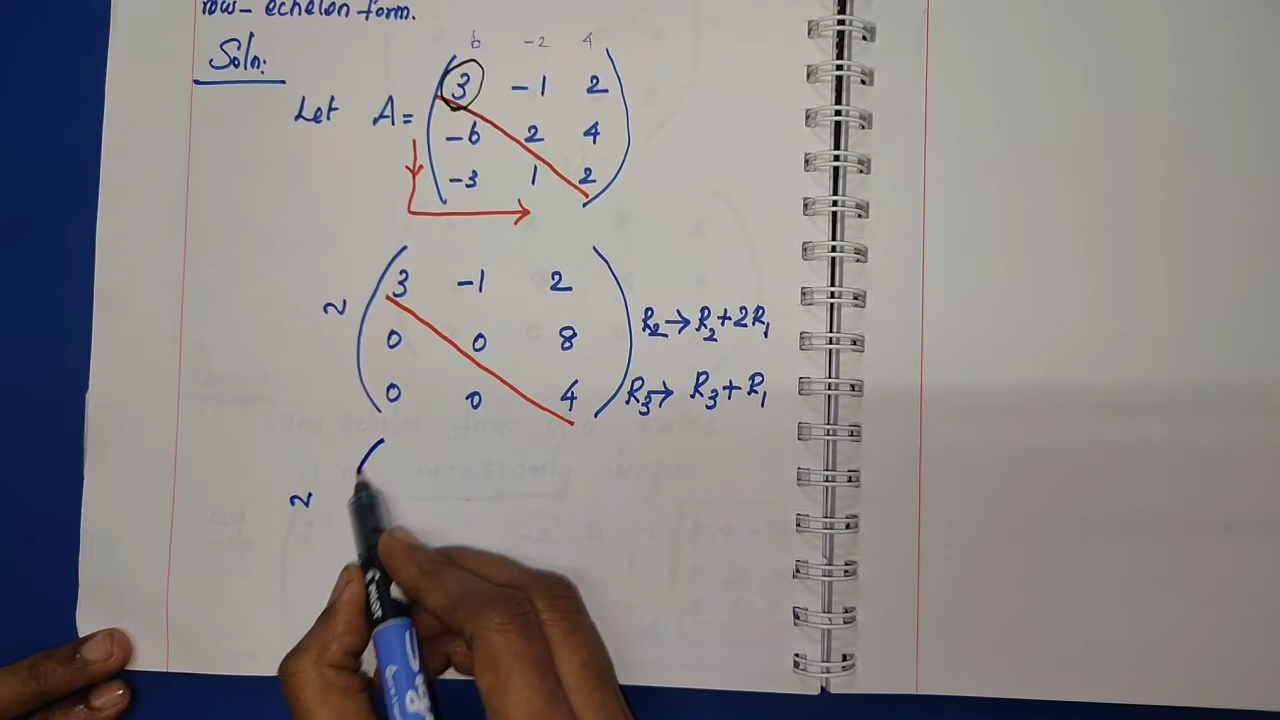 row-echelon form.
Soln:
6 -2 4
Let A= 3 -1 2
-6 2 4
-3 1 2
~ 3 -1 2
0 0 8 R2→R2+2R1
0 0 4 R3→ R3+R1
~ (